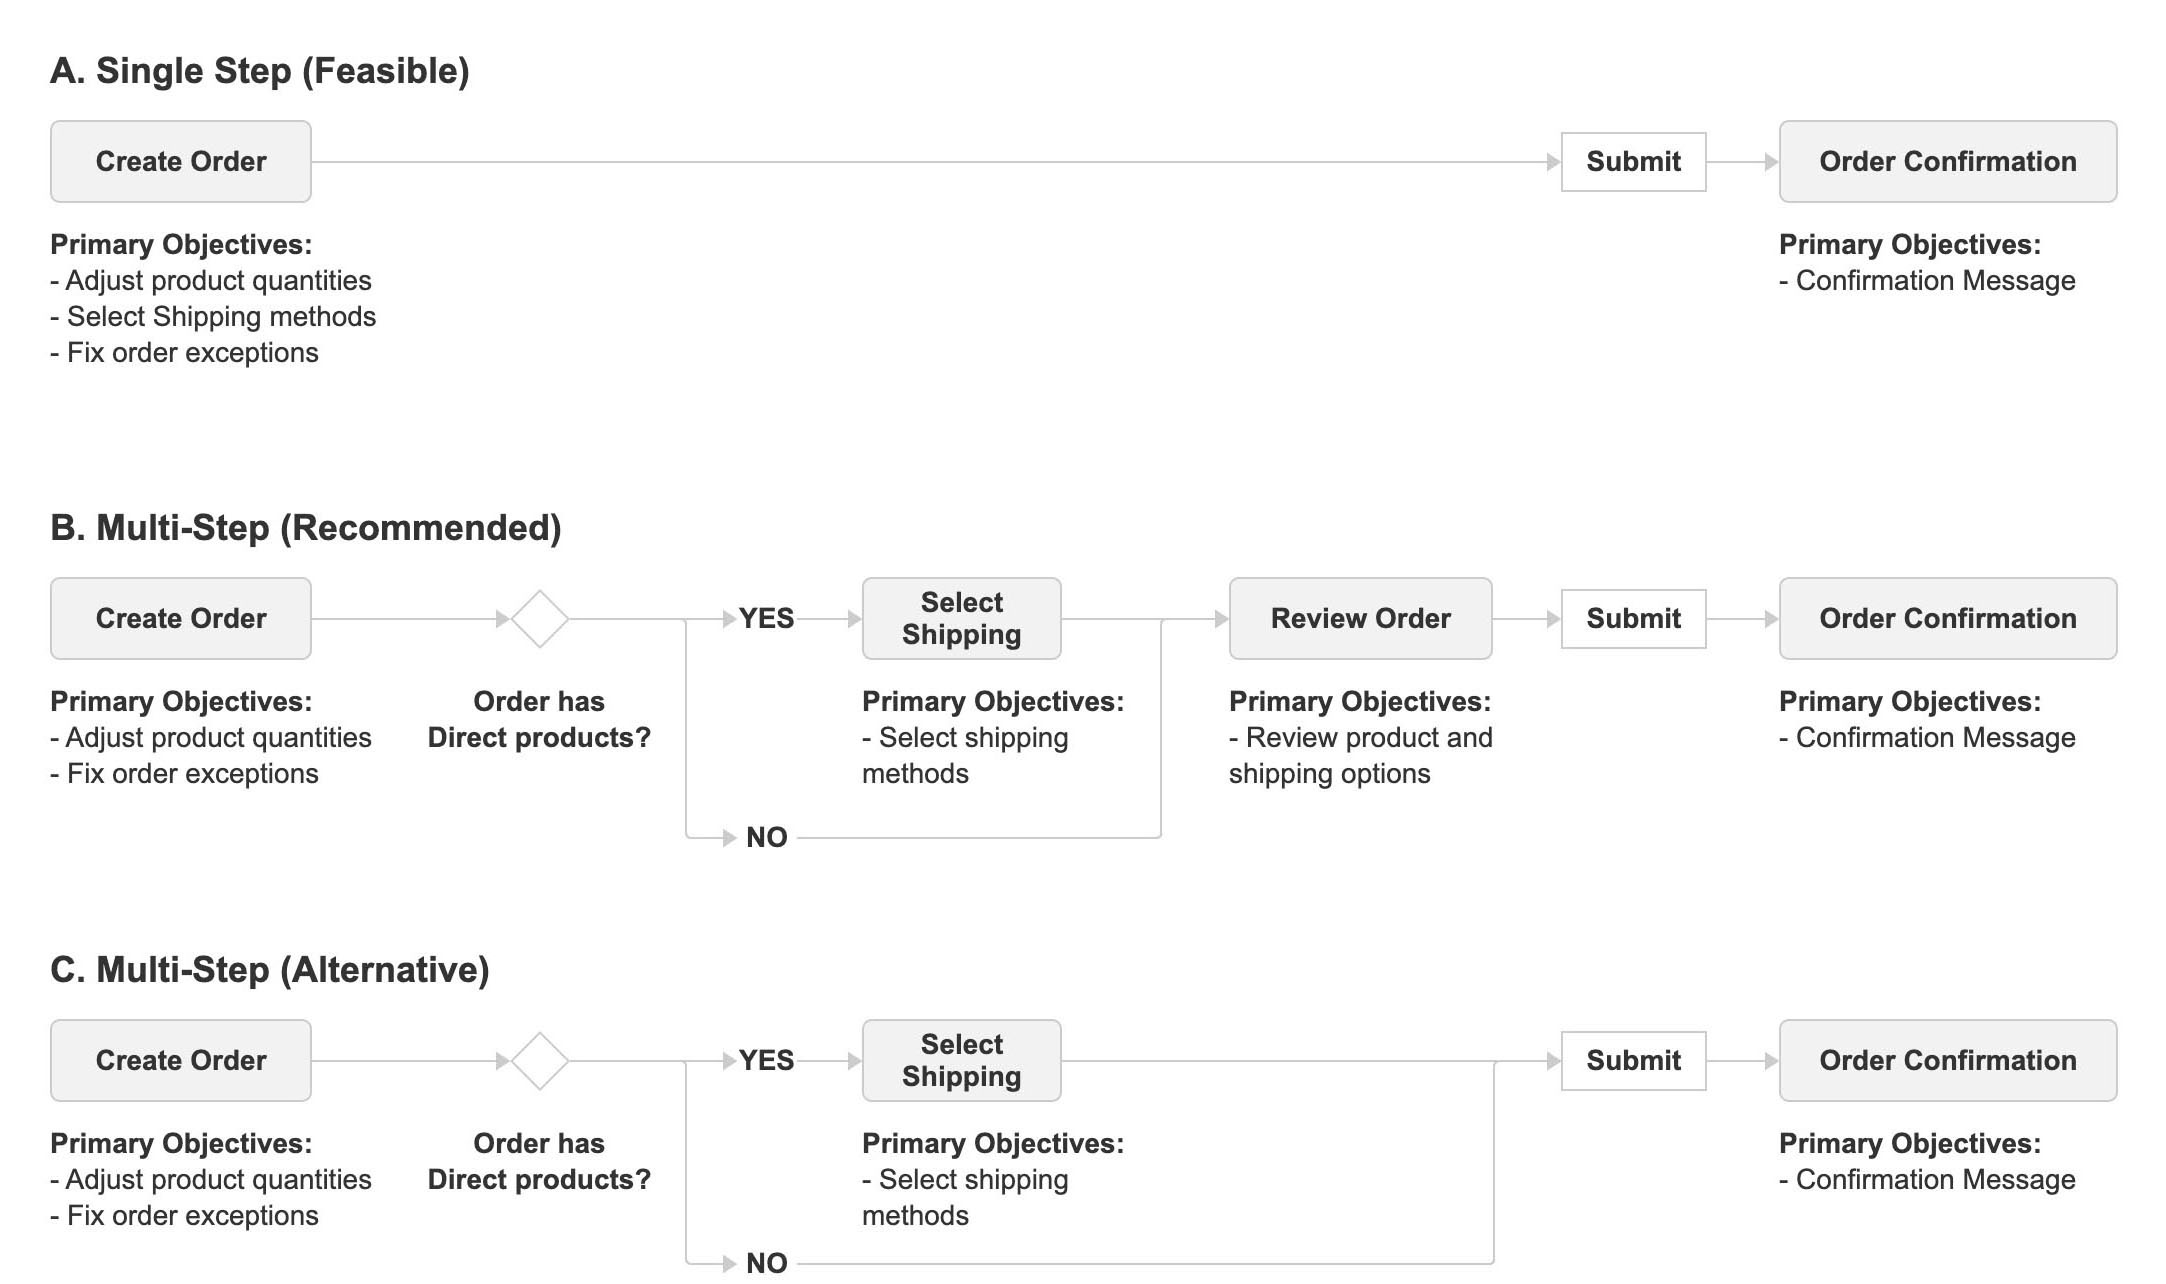 A. Single Step (Feasible)
Create Order
Submit
Order Confirmation
Primary Objectives:
- Adjust product quantities
- Select Shipping methods
- Fix order exceptions
Primary Objectives:
- Confirmation Message
B. Multi-Step (Recommended)
Create Order
YES
Select
Shipping
Review Order
Submit
Order Confirmation
Primary Objectives:
- Adjust product quantities
- Fix order exceptions
Order has
Direct products?
Primary Objectives:
- Select shipping
methods
Primary Objectives:
- Review product and
shipping options
Primary Objectives:
- Confirmation Message
NO
C. Multi-Step (Alternative)
Create Order
YES
Select
Shipping
Submit
Order Confirmation
Primary Objectives:
- Adjust product quantities
- Fix order exceptions
Order has
Direct products?
Primary Objectives:
- Select shipping
methods
Primary Objectives:
- Confirmation Message
NO